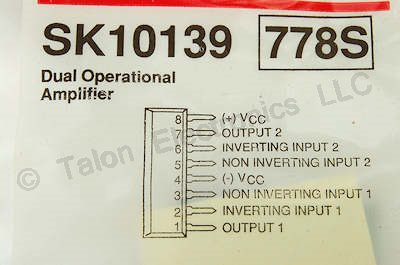 SK10139 778S
Dual Operational
Amplifier
8 (+) VCC
7 OUTPUT 2
6 INVERTING INPUT 2
5 NON INVERTING INPUT 2
4 (-) VCC
3 NON INVERTING INPUT 1
2 INVERTING INPUT 1
1 OUTPUT 1
© Talon Electronics LLC